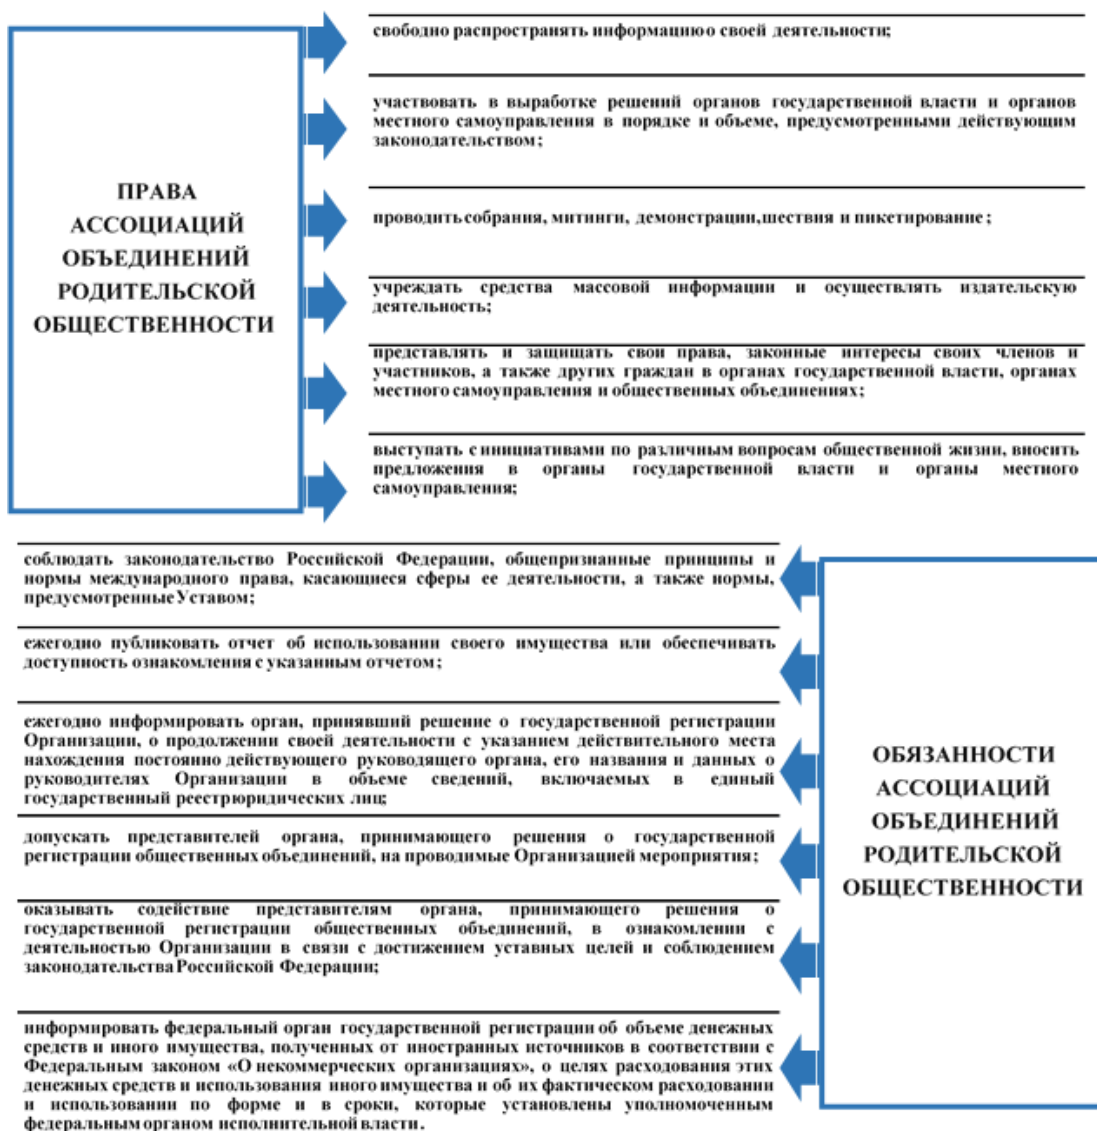 ПРАВА
АССОЦИАЦИЙ
ОБЪЕДИНЕНИЙ
РОДИТЕЛЬСКОЙ
ОБЩЕСТВЕННОСТИ
свободно распространять информацию о своей деятельности;
участвовать в выработке решений органов государственной власти и органов
местного самоуправления в порядке и объеме, предусмотренными действующим
законодательством;
проводить собрания, митинги, демонстрации, шествия и пикетирование;
учреждать средства массовой информации и осуществлять издательскую
деятельность;
представлять и защищать свои права, законные интересы своих членов и
участников, а также других граждан в органах государственной власти, органах
местного самоуправления и общественных объединениях;
выступать с инициативами по различным вопросам общественной жизни, вносить
предложения в органы государственной власти и органы местного
самоуправления;
соблюдать законодательство Российской Федерации, общепризнанные принципы и
нормы международного права, касающиеся сферы ее деятельности, а также нормы,
предусмотренные Уставом;
ежегодно публиковать отчет об использовании своего имущества или обеспечивать
доступность ознакомления с указанным отчетом;
ежегодно информировать орган, принявший решение о государственной регистрации
Организации, о продолжении своей деятельности с указанием действительного места
нахождения постоянно действующего руководящего органа, его названия и данных о
руководителях Организации в объеме сведений, включаемых в единый
государственный реестр юридических лиц;
допускать представителей органа, принимающего решения о государственной
регистрации общественных объединений, на проводимые Организацией мероприятия;
оказывать содействие представителям органа, принимающего решения о
государственной регистрации общественных объединений, в ознакомлении с
деятельностью Организации в связи с достижением уставных целей и соблюдением
законодательства Российской Федерации;
информировать федеральный орган государственной регистрации об объеме денежных
средств и иного имущества, полученных от иностранных источников в соответствии с
Федеральным законом «О некоммерческих организациях», о целях расходования этих
денежных средств и использования иного имущества и об их фактическом расходовании
и использовании по форме и в сроки, которые установлены уполномоченным
федеральным органом исполнительной власти.
ОБЯЗАННОСТИ
АССОЦИАЦИЙ
ОБЪЕДИНЕНИЙ
РОДИТЕЛЬСКОЙ
ОБЩЕСТВЕННОСТИ